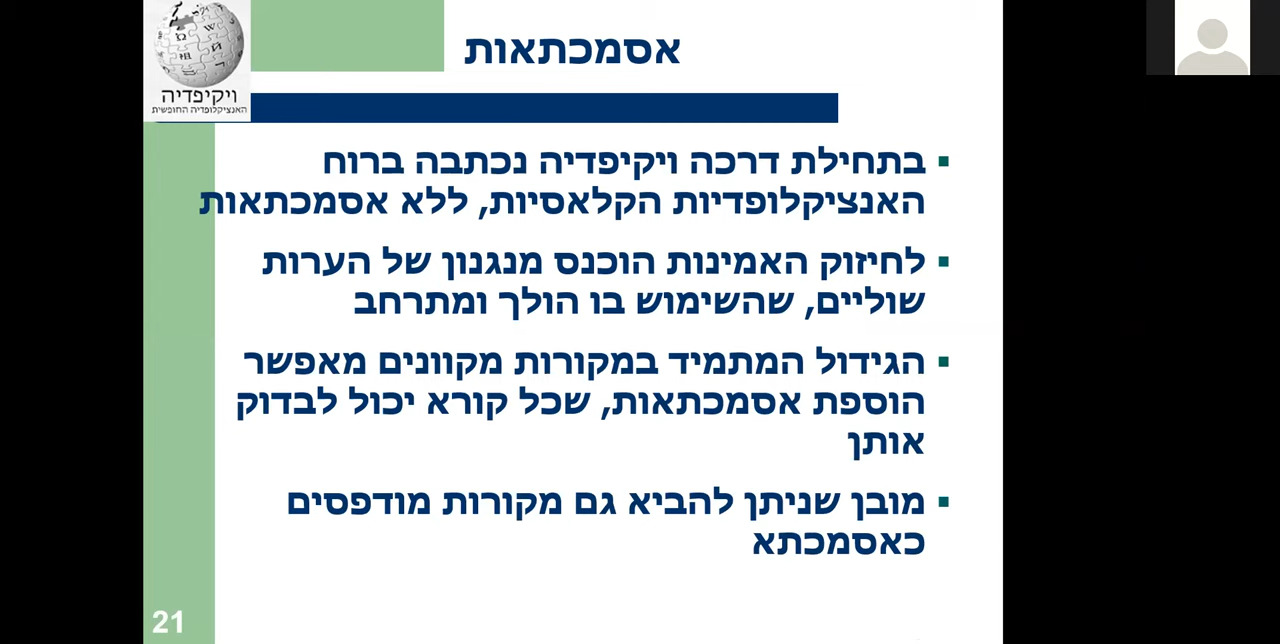 אסמכתאות
ויקיפדיה
האנציקלופדיה החופשית
בתחילת דרכה ויקיפדיה נכתבה ברוח
האנציקלופדיות הקלאסיות, ללא אסמכתאות
לחיזוק האמינות הוכנס מנגנון של הערות
שוליים, שהשימוש בו הולך ומתרחב
הגידול המתמיד במקורות מקוונים מאפשר
הוספת אסמכתאות, שכל קורא יכול לבדוק
אותן
מובן שניתן להביא גם מקורות מודפסים
כאסמכתא
21